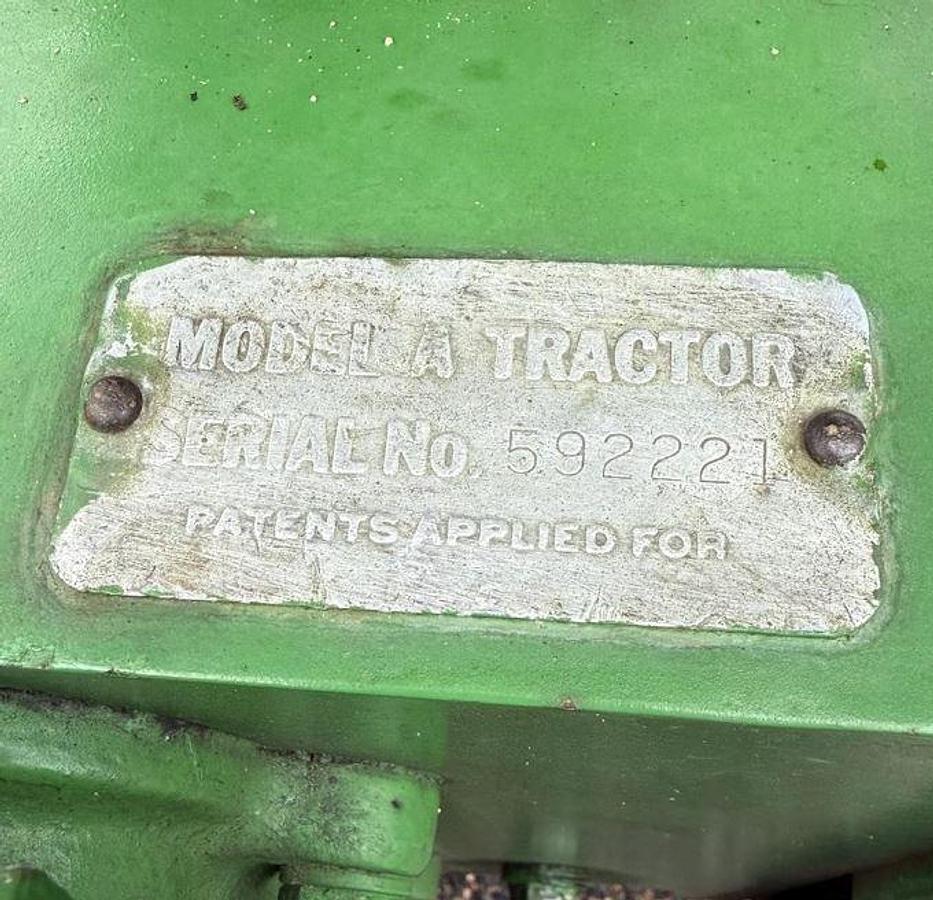 MODEL A TRACTOR
SERIAL No 592221
PATENTS APPLIED FOR